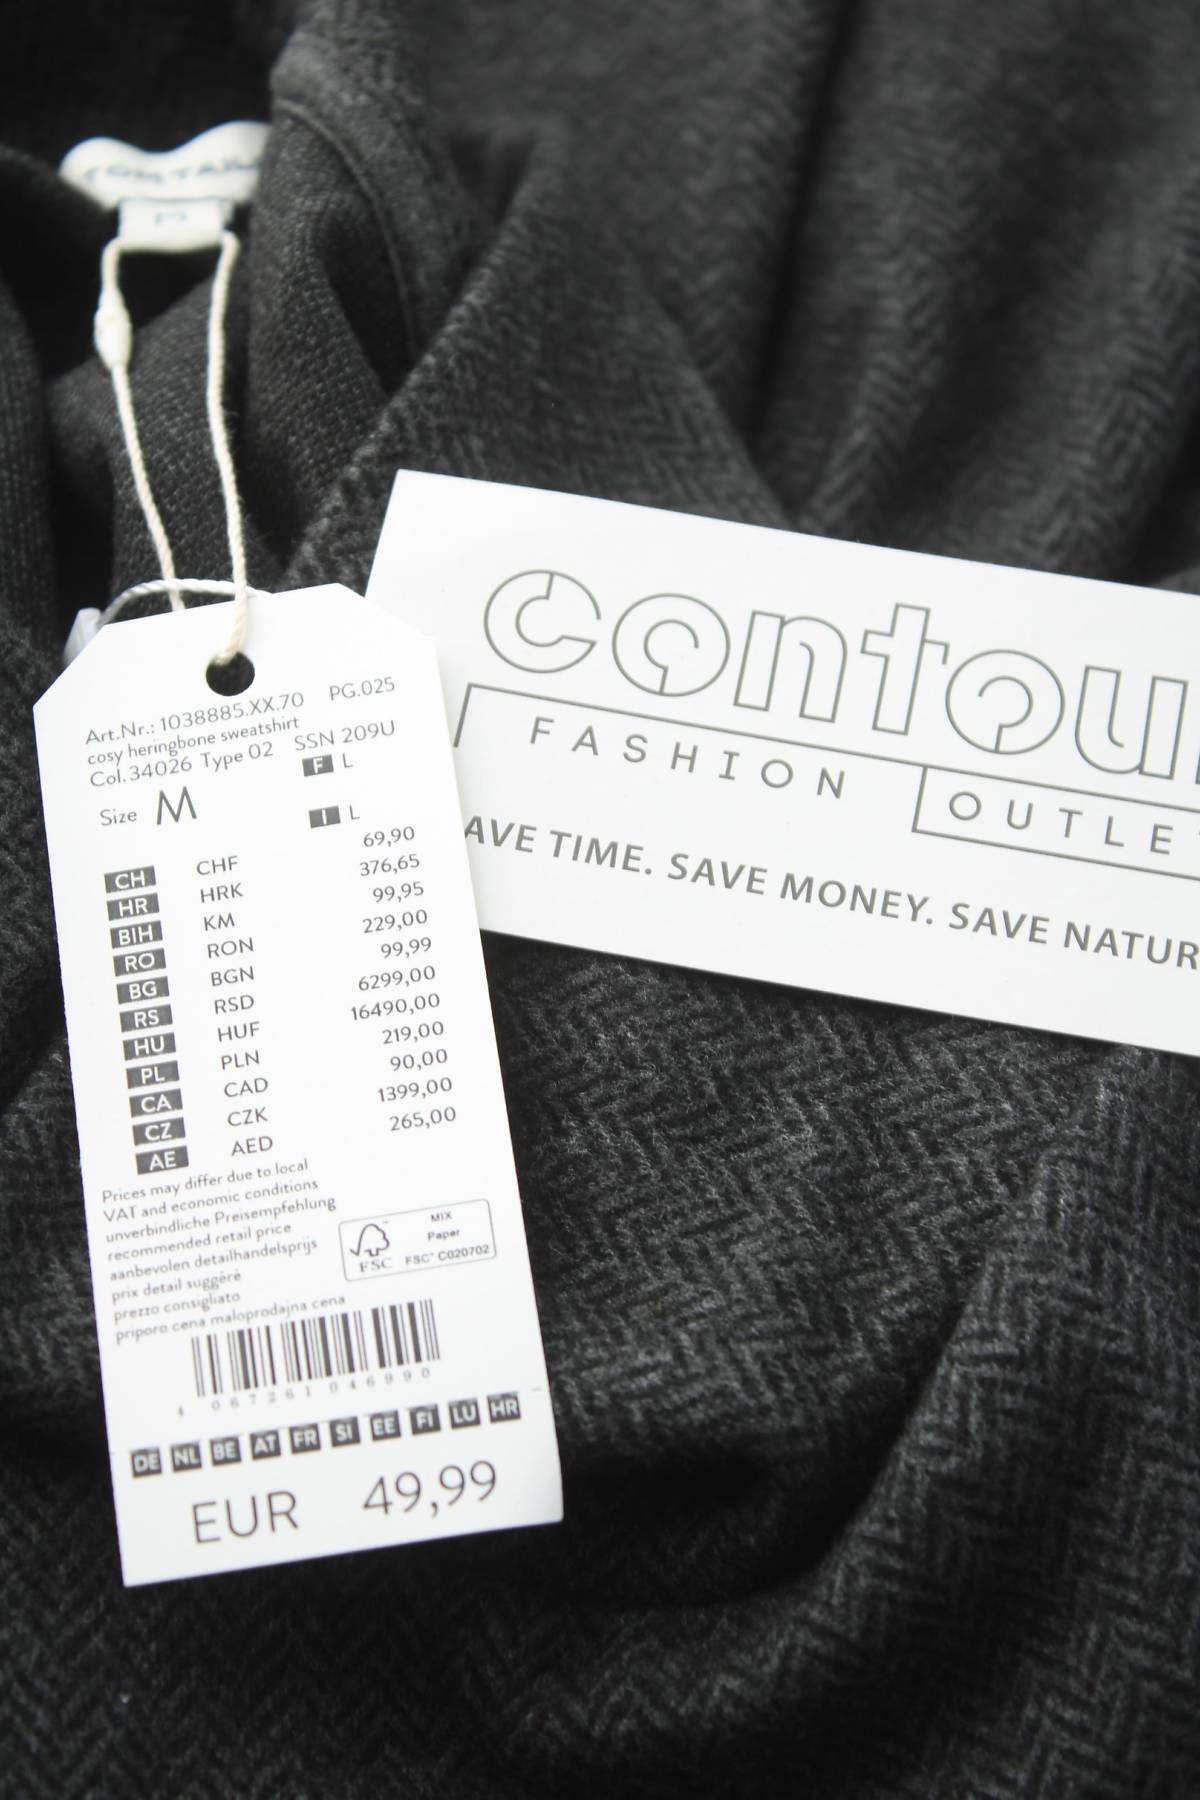 M
Art.Nr.: 1038885.XX.70 PG.025
cosy heringbone sweatshirt
Col.34026 Type 02 SSN 209U
F L
Size M
I L
CH CHF 69,90
HR HRK 376,65
BIH KM 99,95
RO RON 229,00
BG BGN 99,99
RS RSD 6299,00
HU HUF 16490,00
PL PLN 219,00
CA CAD 90,00
CZ CZK 1399,00
AE AED 265,00
Prices may differ due to local
VAT and economic conditions
unverbindliche Preisempfehlung
recommended retail price
aanbevolen detailhandelsprijs
prix detail suggéré
prezzo consigliato
priporo cena maloprodajna cena
MIX
Paper
FSC FSC™ C020702
4 067261 046990
DE NL BE AT FR SI EE FI LU HR
EUR 49,99
contou
FASHION
OUTLE
AVE TIME. SAVE MONEY. SAVE NATUR